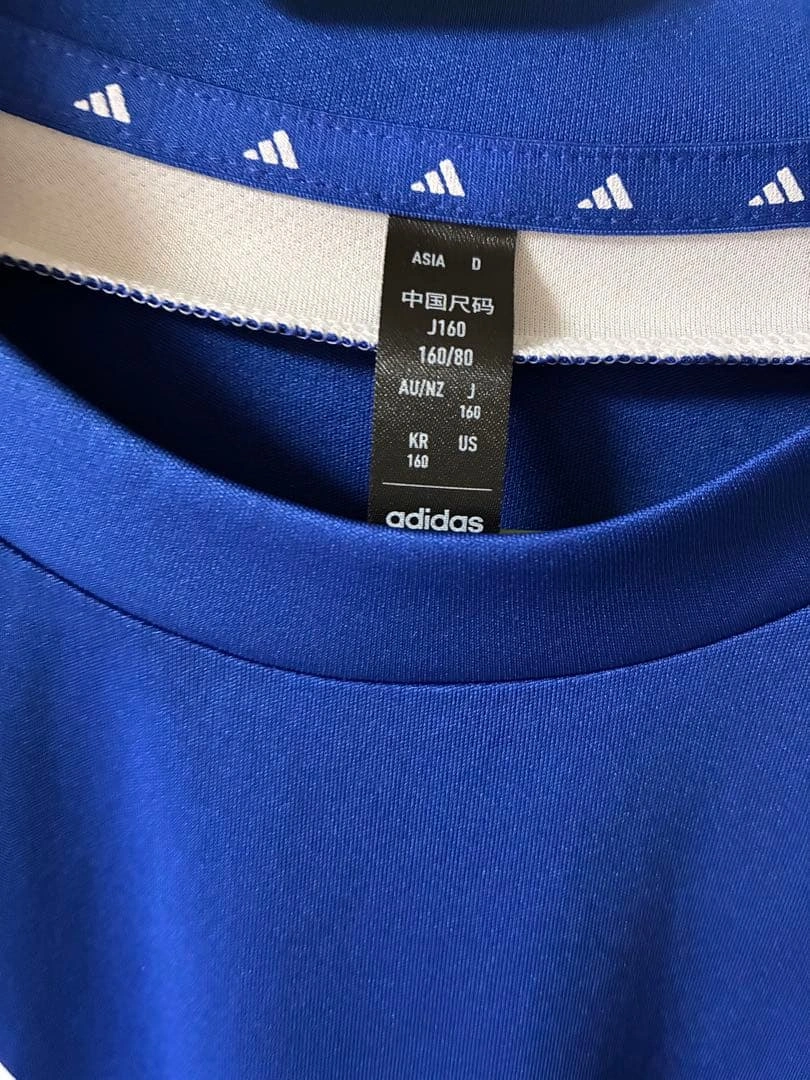 ASIA D
中国尺码
J160
160/80
AU/NZ J
160
KR US
160
adidas